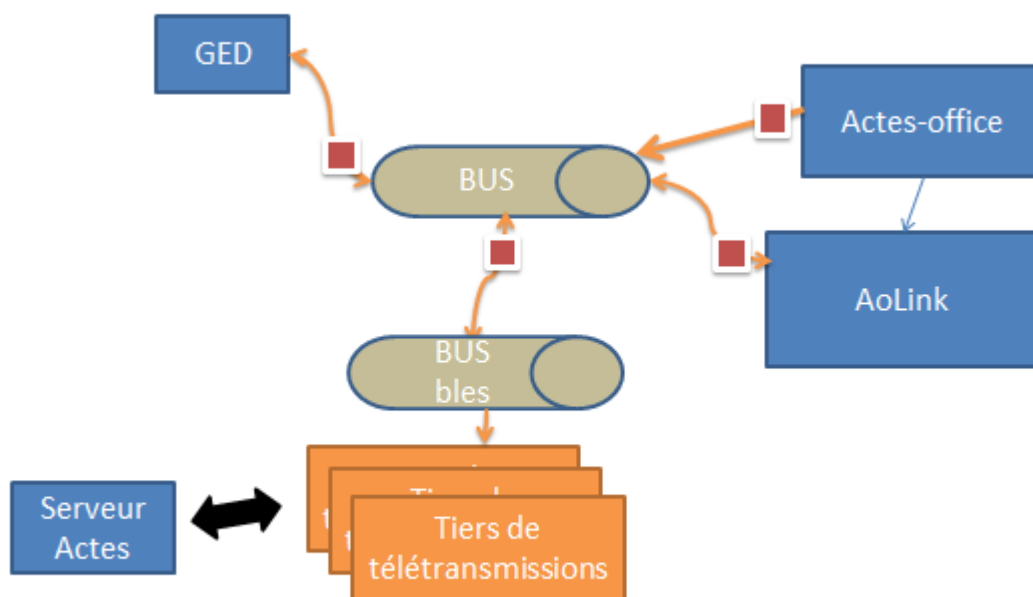 GED
Actes-office
BUS
AoLink
BUS
bles
Serveur
Actes
Tiers de
télétransmissions